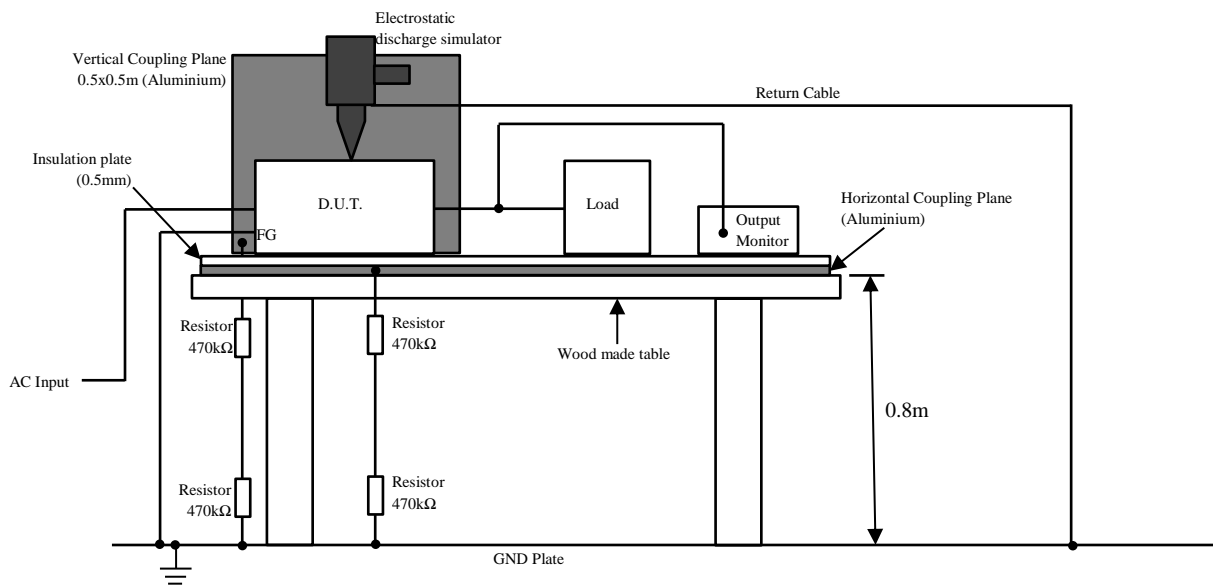 Electrostatic
discharge simulator
Vertical Coupling Plane
0.5x0.5m (Aluminium)
Return Cable
Insulation plate
(0.5mm)
D.U.T.
Load
Horizontal Coupling Plane
(Aluminium)
Output
Monitor
FG
Resistor
470kΩ
Resistor
470kΩ
Wood made table
AC Input
0.8m
Resistor
470kΩ
Resistor
470kΩ
GND Plate